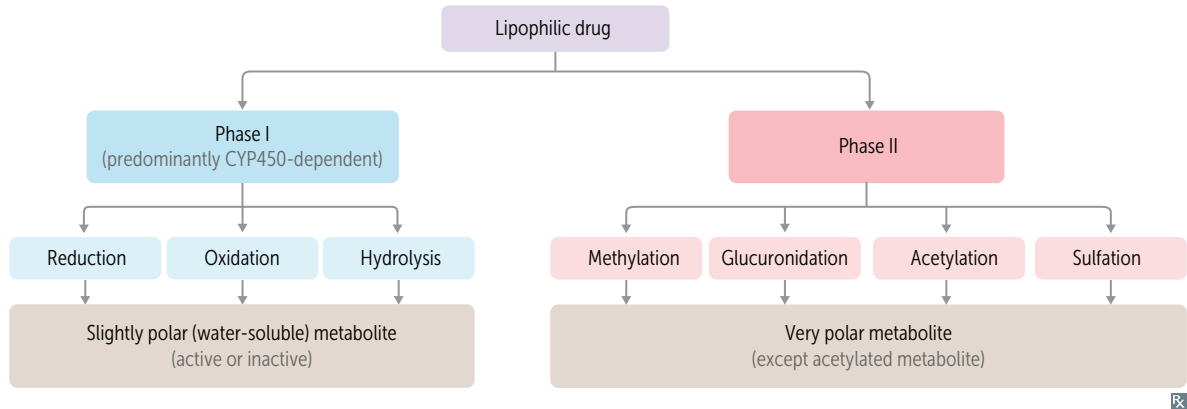 Lipophilic drug
Phase I
(predominantly CYP450-dependent)
Phase II
Reduction
Oxidation
Hydrolysis
Methylation
Glucuronidation
Acetylation
Sulfation
Slightly polar (water-soluble) metabolite
(active or inactive)
Very polar metabolite
(except acetylated metabolite)
Rx